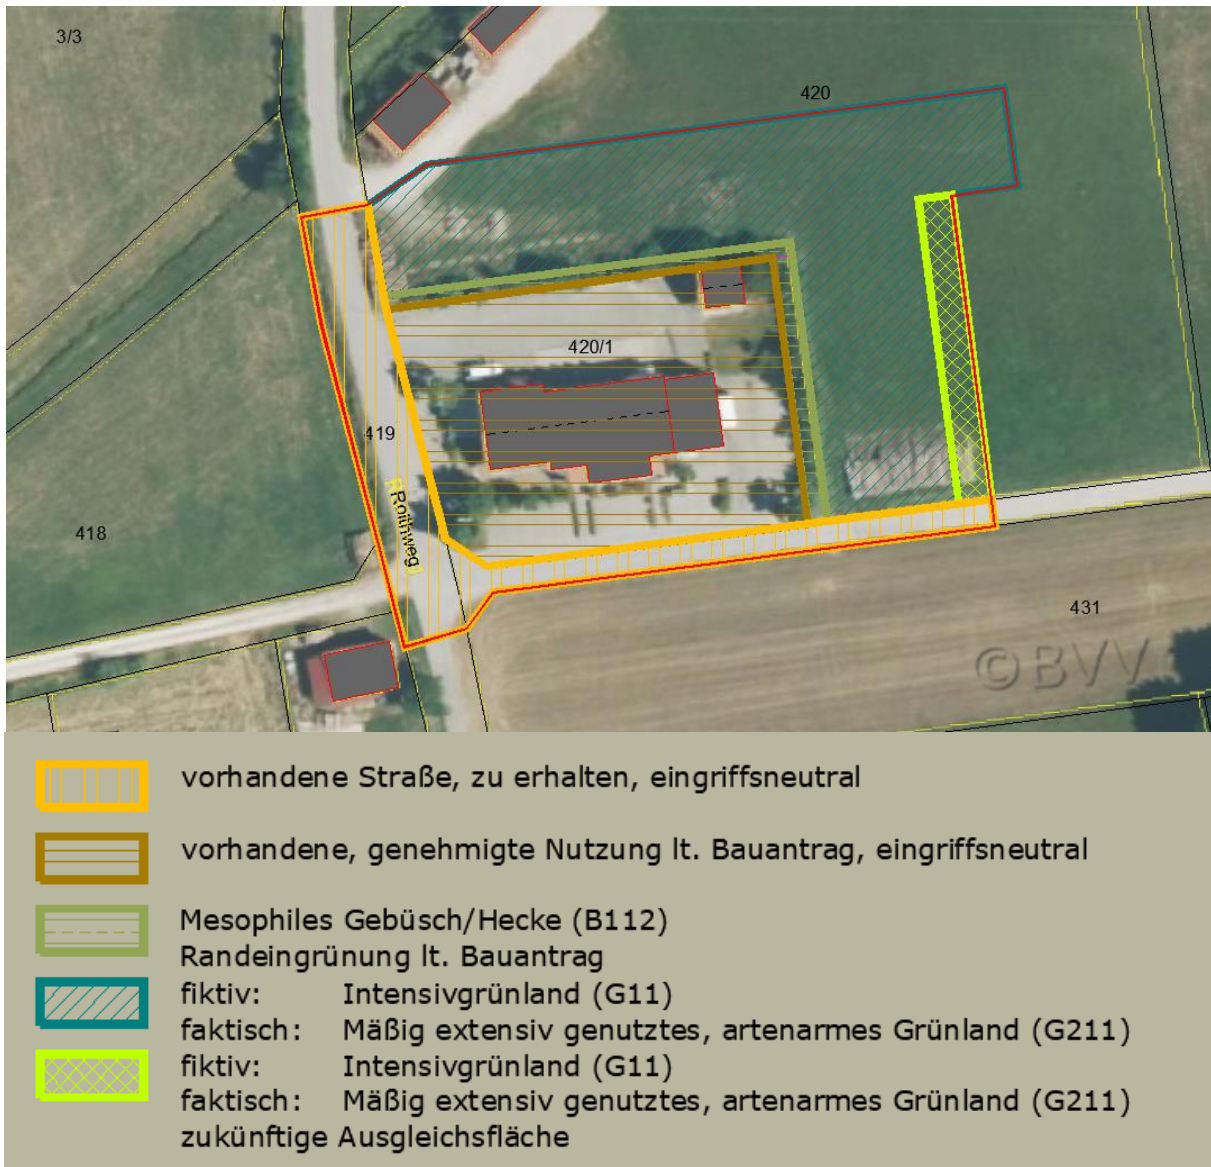 3/3
420
420/1
419
Roithweg
418
431
©BVV
vorhandene Straße, zu erhalten, eingriffsneutral
vorhandene, genehmigte Nutzung lt. Bauantrag, eingriffsneutral
Mesophiles Gebüsch/Hecke (B112)
Randeingrünung lt. Bauantrag
fiktiv: Intensivgrünland (G11)
faktisch: Mäßig extensiv genutztes, artenarmes Grünland (G211)
fiktiv: Intensivgrünland (G11)
faktisch: Mäßig extensiv genutztes, artenarmes Grünland (G211)
zukünftige Ausgleichsfläche